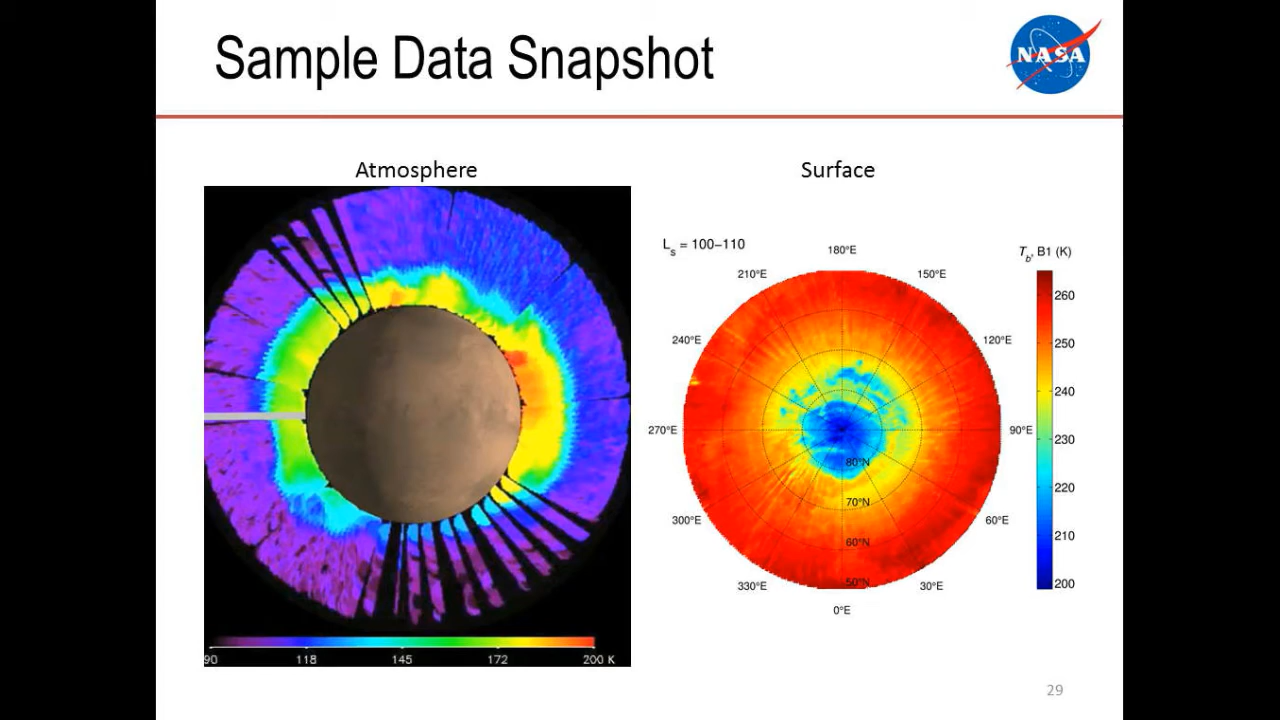 Sample Data Snapshot
NASA
Atmosphere
Surface
90 118 145 172 200 K
L_s = 100–110
180°E
210°E
150°E
240°E
120°E
270°E
90°E
300°E
60°E
330°E
30°E
0°E
80°N
70°N
60°N
50°N
T_b, B1 (K)
260
250
240
230
220
210
200
29